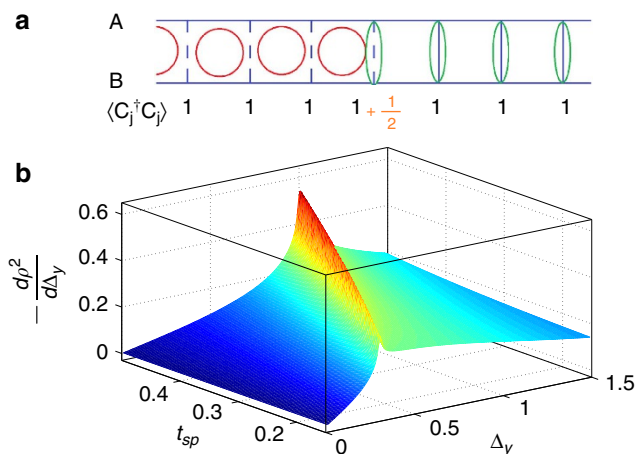 a
A
B
⟨C_j†C_j⟩ 1 1 1 1 + 1/2 1 1 1
b
− dρ²/dΔ_y
0.6
0.4
0.2
0
0.4 0.3 0.2
t_sp
0 0.5 1 1.5
Δ_y